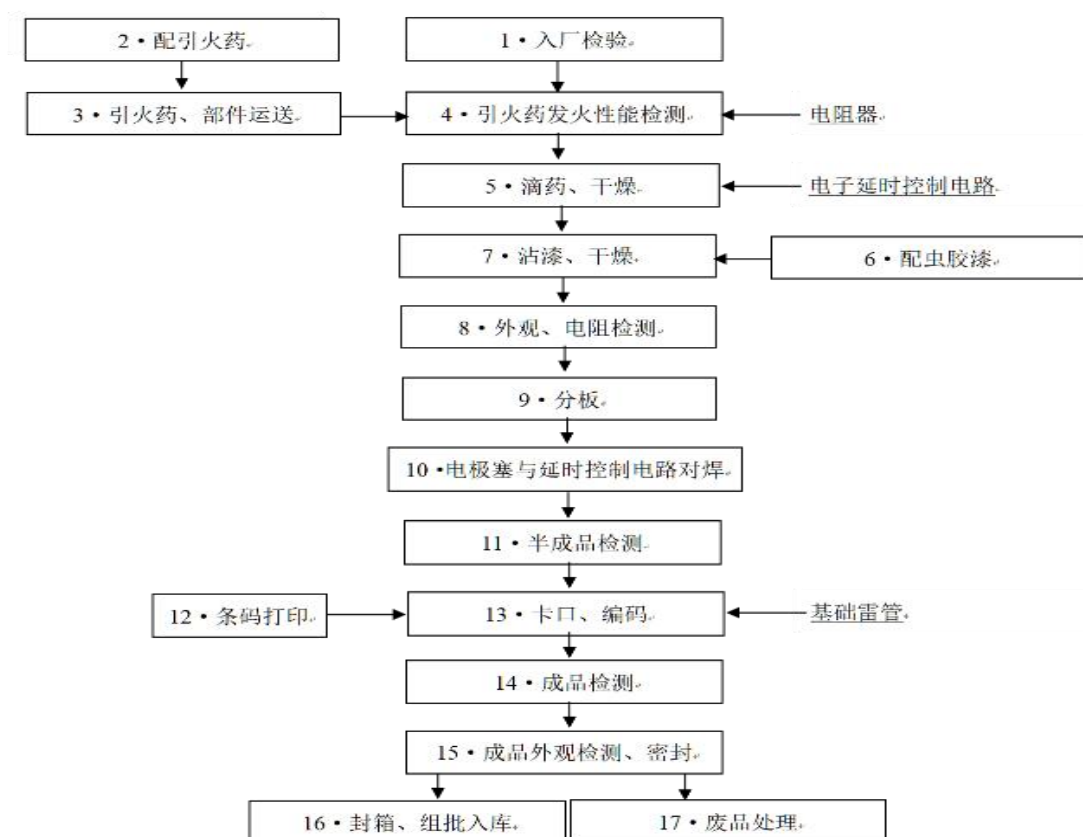 2·配引火药
1·入厂检验
3·引火药、部件运送
4·引火药发火性能检测
电阻器
5·滴药、干燥
电子延时控制电路
7·沾漆、干燥
6·配虫胶漆
8·外观、电阻检测
9·分板
10·电极塞与延时控制电路对焊
11·半成品检测
12·条码打印
13·卡口、编码
基础雷管
14·成品检测
15·成品外观检测、密封
16·封箱、组批入库
17·废品处理